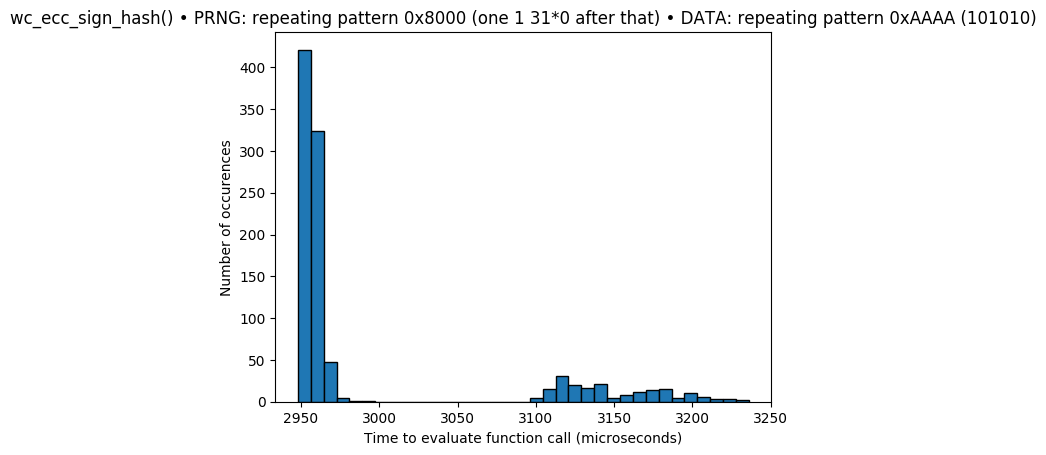 wc_ecc_sign_hash() • PRNG: repeating pattern 0x8000 (one 1 31*0 after that) • DATA: repeating pattern 0xAAAA (101010)
400
350
300
250
200
150
100
50
0
Number of occurences
2950 3000 3050 3100 3150 3200 3250
Time to evaluate function call (microseconds)